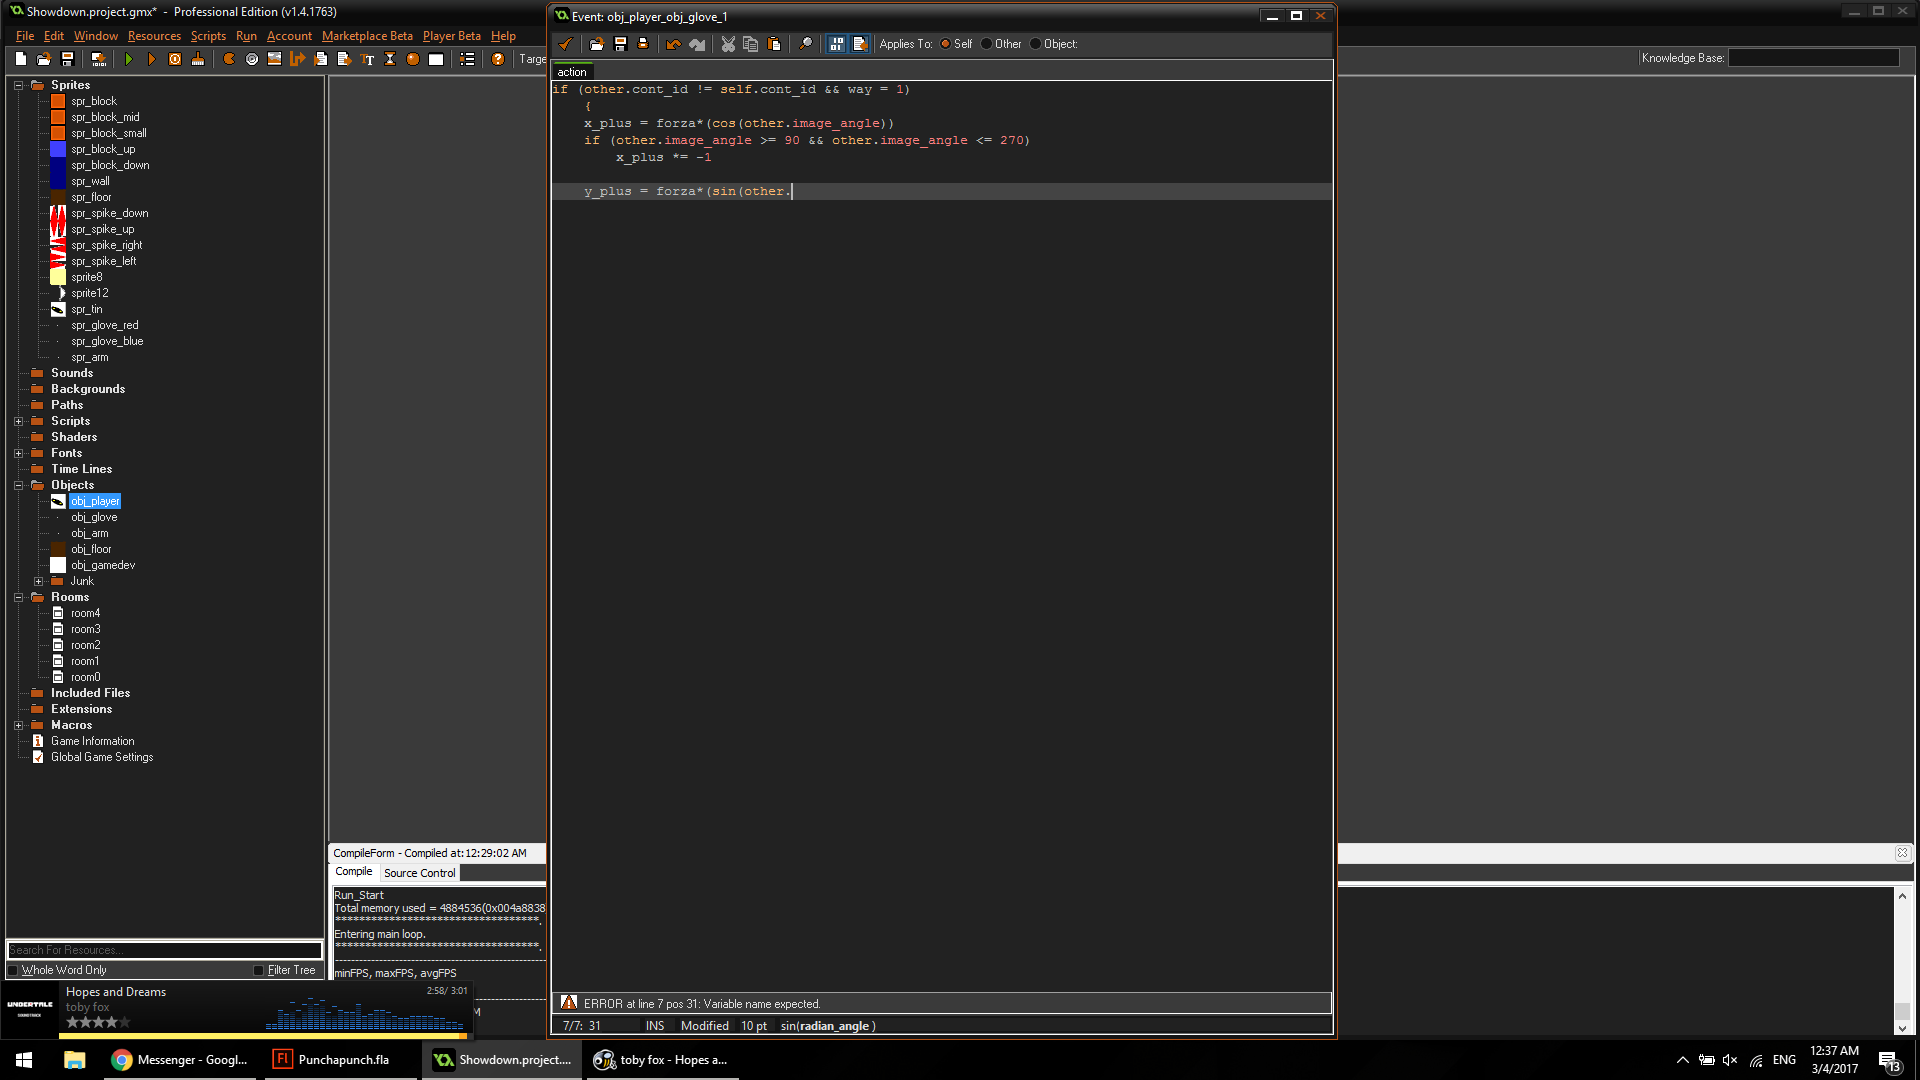 Showdown.project.gmx* - Professional Edition (v1.4.1763)
File Edit Window Resources Scripts Run Account Marketplace Beta Player Beta Help
Targe
Knowledge Base:
Sprites
spr_block
spr_block_mid
spr_block_small
spr_block_up
spr_block_down
spr_wall
spr_floor
spr_spike_down
spr_spike_up
spr_spike_right
spr_spike_left
sprite8
sprite12
spr_tin
spr_glove_red
spr_glove_blue
spr_arm
Sounds
Backgrounds
Paths
Scripts
Shaders
Fonts
Time Lines
Objects
obj_player
obj_glove
obj_arm
obj_floor
obj_gamedev
Junk
Rooms
room4
room3
room2
room1
room0
Included Files
Extensions
Macros
Game Information
Global Game Settings
Search For Resources...
Whole Word Only Filter Tree
Event: obj_player_obj_glove_1
Applies To: Self Other Object:
action
if (other.cont_id != self.cont_id && way = 1)
{
x_plus = forza*(cos(other.image_angle))
if (other.image_angle >= 90 && other.image_angle <= 270)
x_plus *= -1
y_plus = forza*(sin(other.
ERROR at line 7 pos 31: Variable name expected.
7/7: 31 INS Modified 10 pt sin(radian_angle )
CompileForm - Compiled at:12:29:02 AM
Compile Source Control
Run_Start
Total memory used = 4884536(0x004a8838
***********************************.
Entering main loop.
***********************************.
minFPS, maxFPS, avgFPS
M
UNDERTALE
SOUNDTRACK
Hopes and Dreams 2:58/ 3:01
toby fox
Messenger - Googl...
Punchapunch.fla
Showdown.project....
toby fox - Hopes a...
ENG
12:37 AM
3/4/2017
13